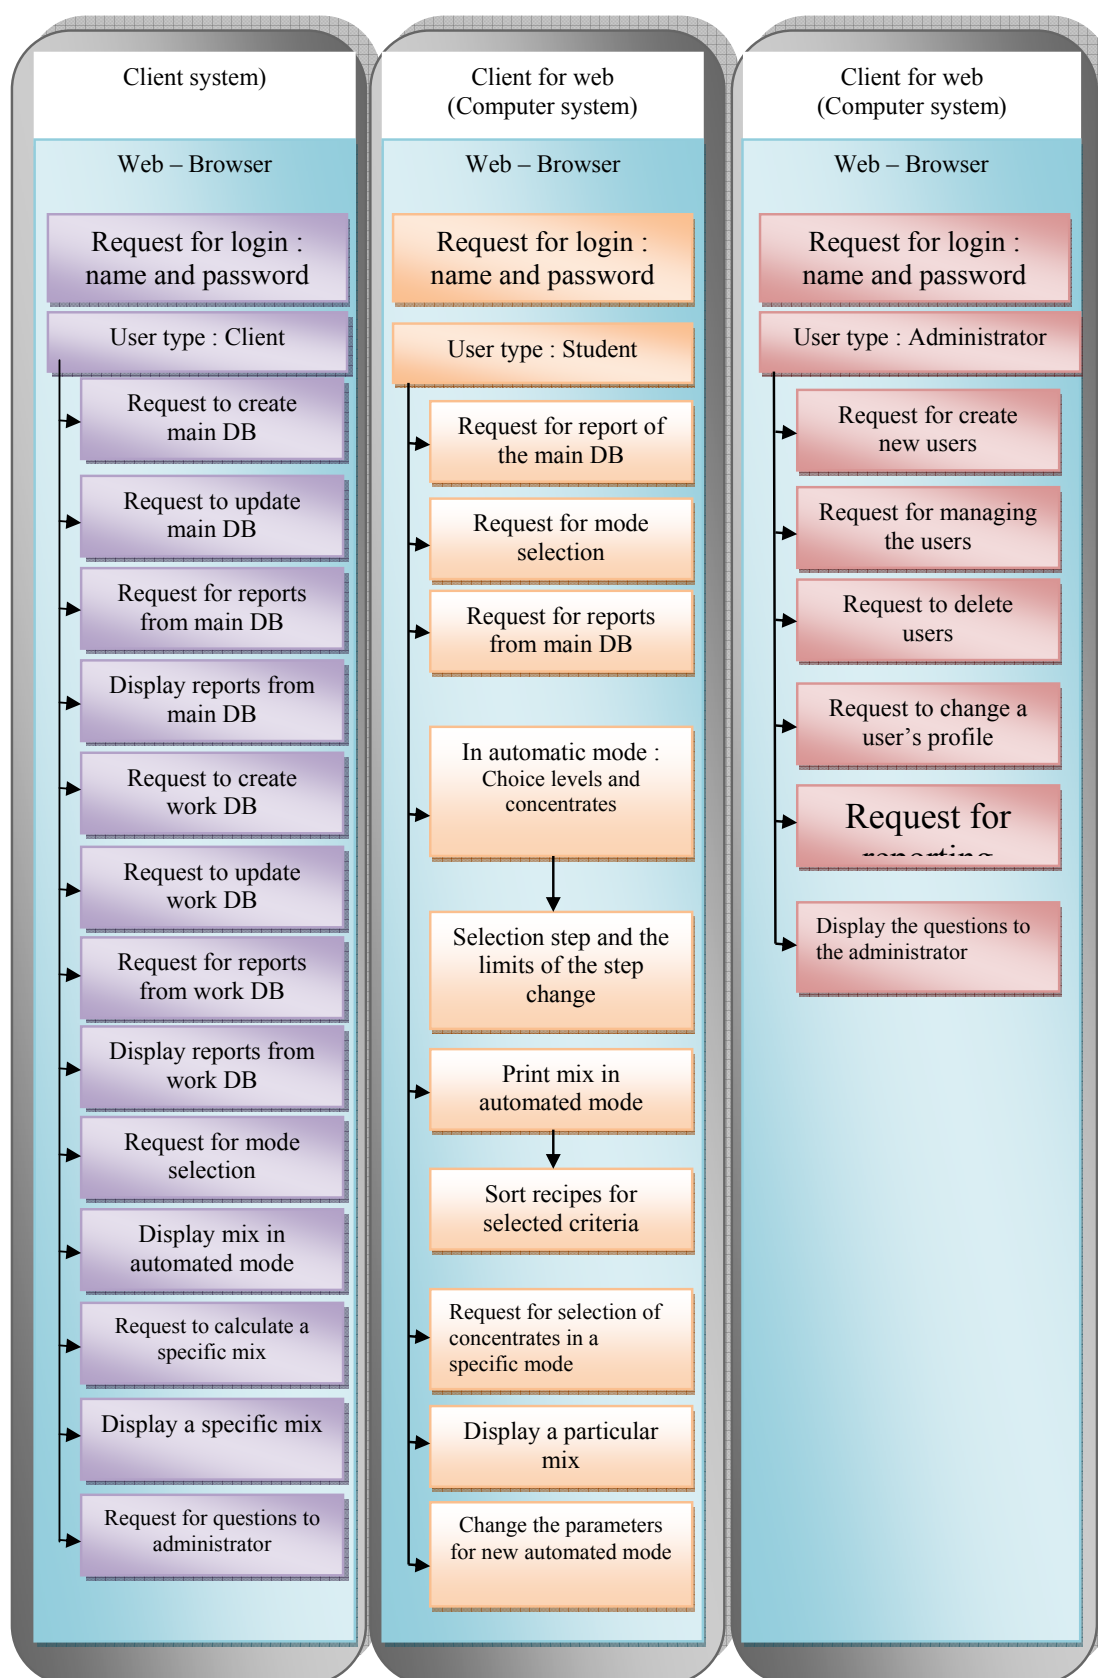 Client system)
Web – Browser
Request for login :
name and password
User type : Client
Request to create
main DB
Request to update
main DB
Request for reports
from main DB
Display reports from
main DB
Request to create
work DB
Request to update
work DB
Request for reports
from work DB
Display reports from
work DB
Request for mode
selection
Display mix in
automated mode
Request to calculate a
specific mix
Display a specific mix
Request for questions to
administrator
Client for web
(Computer system)
Web – Browser
Request for login :
name and password
User type : Student
Request for report of
the main DB
Request for mode
selection
Request for reports
from main DB
In automatic mode :
Choice levels and
concentrates
Selection step and the
limits of the step
change
Print mix in
automated mode
Sort recipes for
selected criteria
Request for selection of
concentrates in a
specific mode
Display a particular
mix
Change the parameters
for new automated mode
Client for web
(Computer system)
Web – Browser
Request for login :
name and password
User type : Administrator
Request for create
new users
Request for managing
the users
Request to delete
users
Request to change a
user’s profile
Request for
reporting
Display the questions to
the administrator